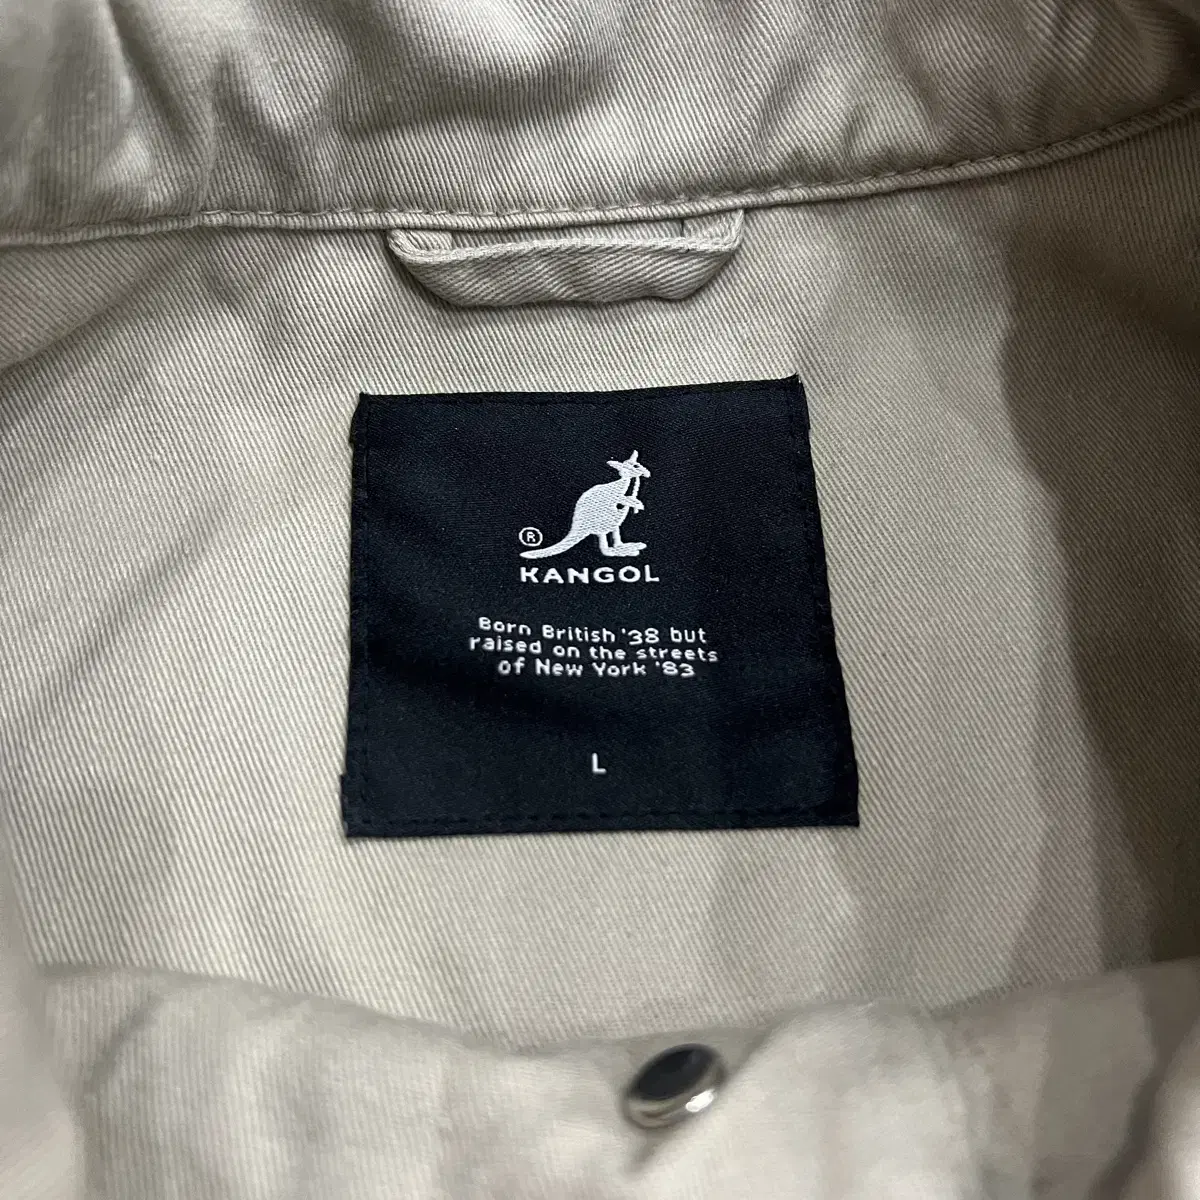 ®
KANGOL
Born British '38 but
raised on the streets
of New York '83
L